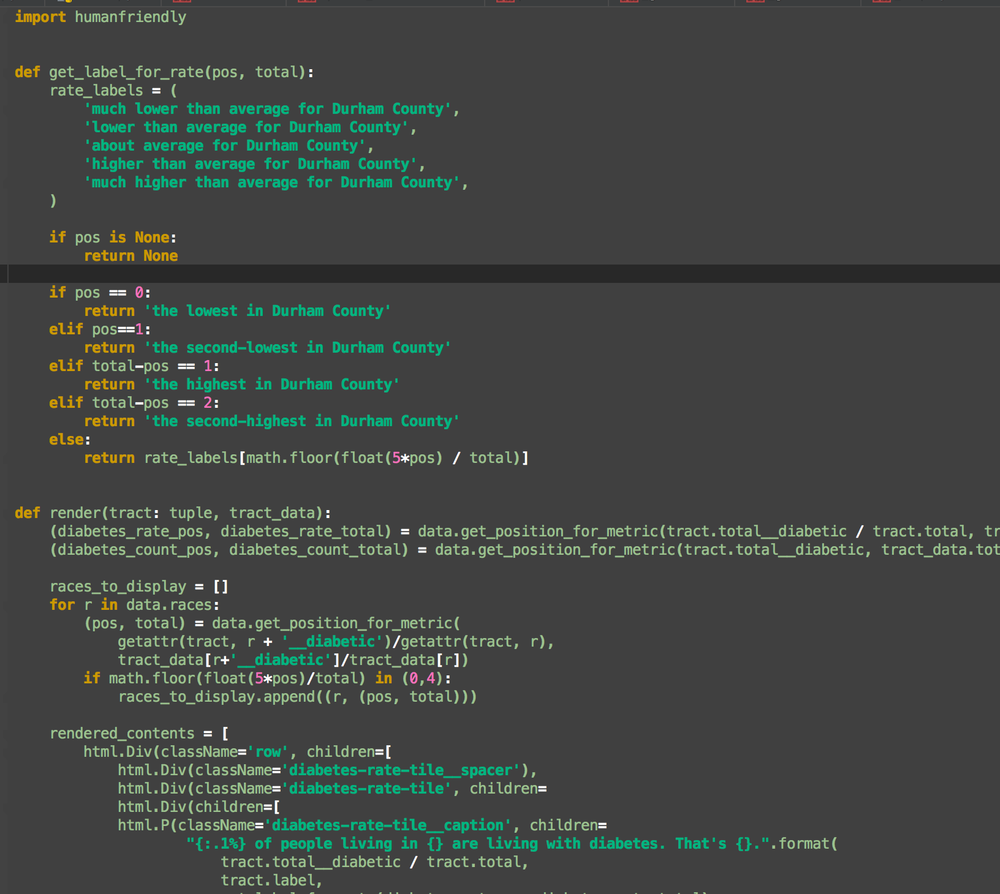 import humanfriendly
def get_label_for_rate(pos, total):
    rate_labels = (
        'much lower than average for Durham County',
        'lower than average for Durham County',
        'about average for Durham County',
        'higher than average for Durham County',
        'much higher than average for Durham County',
    )
    if pos is None:
        return None
    if pos == 0:
        return 'the lowest in Durham County'
    elif pos==1:
        return 'the second-lowest in Durham County'
    elif total-pos == 1:
        return 'the highest in Durham County'
    elif total-pos == 2:
        return 'the second-highest in Durham County'
    else:
        return rate_labels[math.floor(float(5*pos) / total)]
def render(tract: tuple, tract_data):
    (diabetes_rate_pos, diabetes_rate_total) = data.get_position_for_metric(tract.total__diabetic / tract.total, tr
    (diabetes_count_pos, diabetes_count_total) = data.get_position_for_metric(tract.total__diabetic, tract_data.tot
    races_to_display = []
    for r in data.races:
        (pos, total) = data.get_position_for_metric(
            getattr(tract, r + '__diabetic')/getattr(tract, r),
            tract_data[r+'__diabetic']/tract_data[r])
        if math.floor(float(5*pos)/total) in (0,4):
            races_to_display.append((r, (pos, total)))
    rendered_contents = [
        html.Div(className='row', children=[
            html.Div(className='diabetes-rate-tile__spacer'),
            html.Div(className='diabetes-rate-tile', children=
            html.Div(children=[
            html.P(className='diabetes-rate-tile__caption', children=
                    "{:.1%} of people living in {} are living with diabetes. That's {}.".format(
                        tract.total__diabetic / tract.total,
                        tract.label,